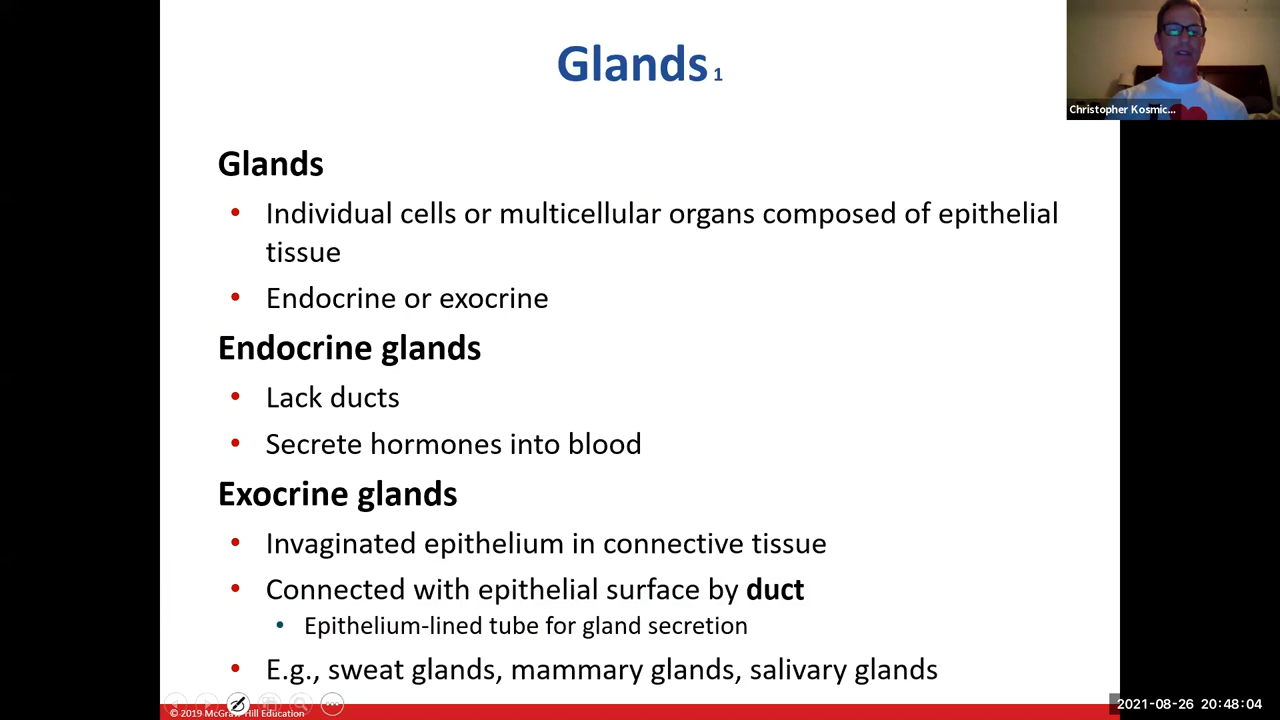 Glands 1
Christopher Kosmic...
Glands
• Individual cells or multicellular organs composed of epithelial
tissue
• Endocrine or exocrine
Endocrine glands
• Lack ducts
• Secrete hormones into blood
Exocrine glands
• Invaginated epithelium in connective tissue
• Connected with epithelial surface by duct
• Epithelium-lined tube for gland secretion
• E.g., sweat glands, mammary glands, salivary glands
© 2019 McGraw Hill Education
2021-08-26 20:48:04